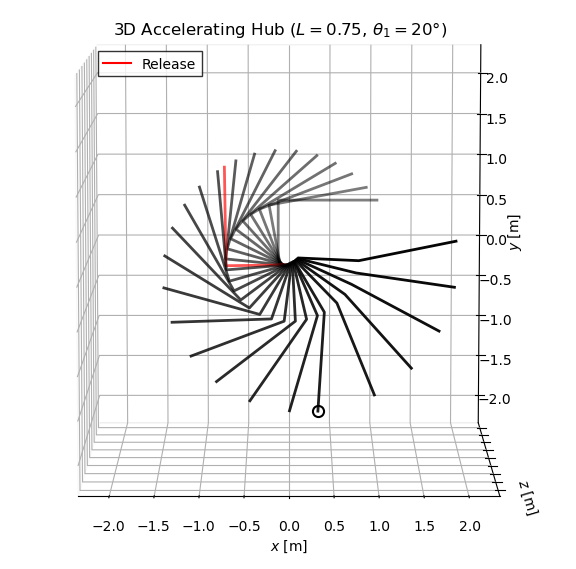 3D Accelerating Hub (L = 0.75, θ₁ = 20°)
Release
2.0
1.5
1.0
0.5
0.0
−0.5
−1.0
−1.5
−2.0
y [m]
z [m]
−2.0 −1.5 −1.0 −0.5 0.0 0.5 1.0 1.5 2.0
x [m]